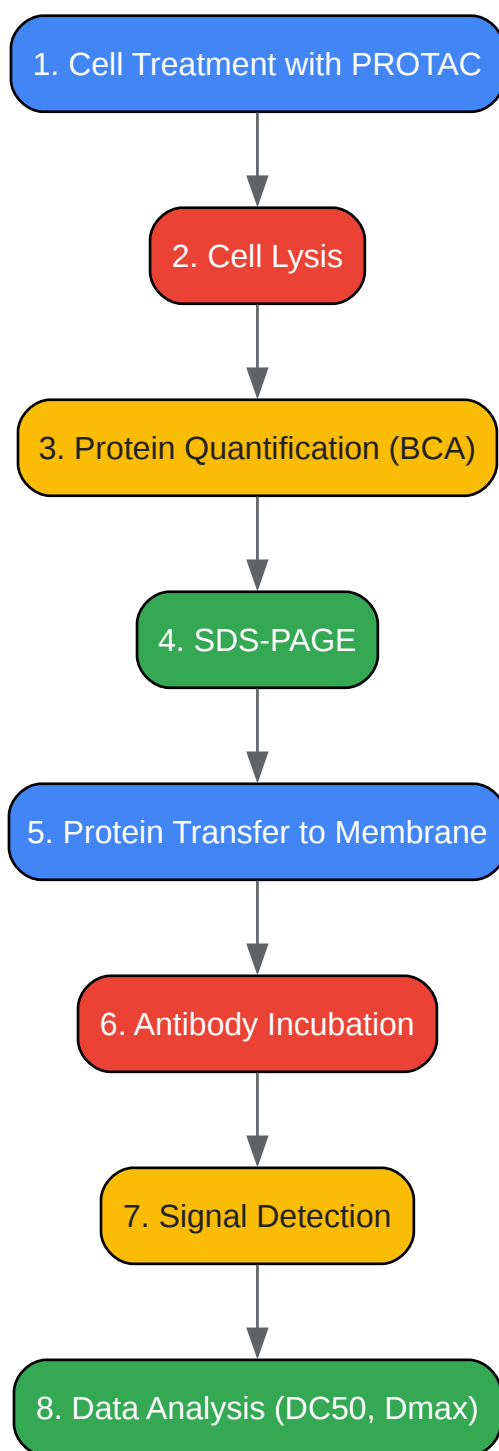 1. Cell Treatment with PROTAC
2. Cell Lysis
3. Protein Quantification (BCA)
4. SDS-PAGE
5. Protein Transfer to Membrane
6. Antibody Incubation
7. Signal Detection
8. Data Analysis (DC50, Dmax)